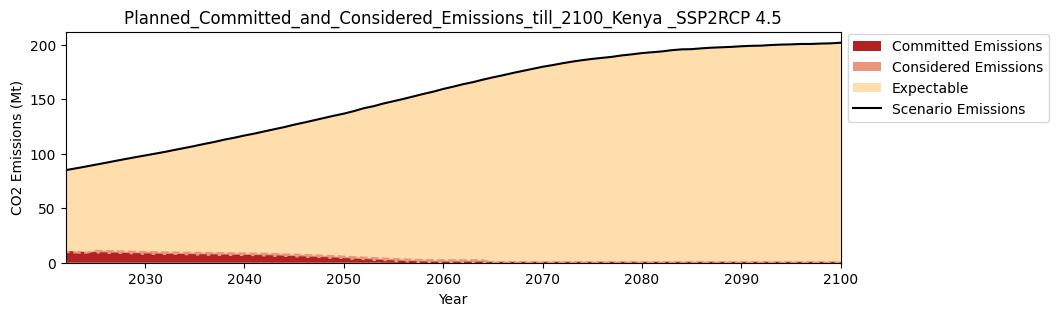 Planned_Committed_and_Considered_Emissions_till_2100_Kenya _SSP2RCP 4.5
CO2 Emissions (Mt)
200
150
100
50
0
2030 2040 2050 2060 2070 2080 2090 2100
Year
Committed Emissions
Considered Emissions
Expectable
Scenario Emissions